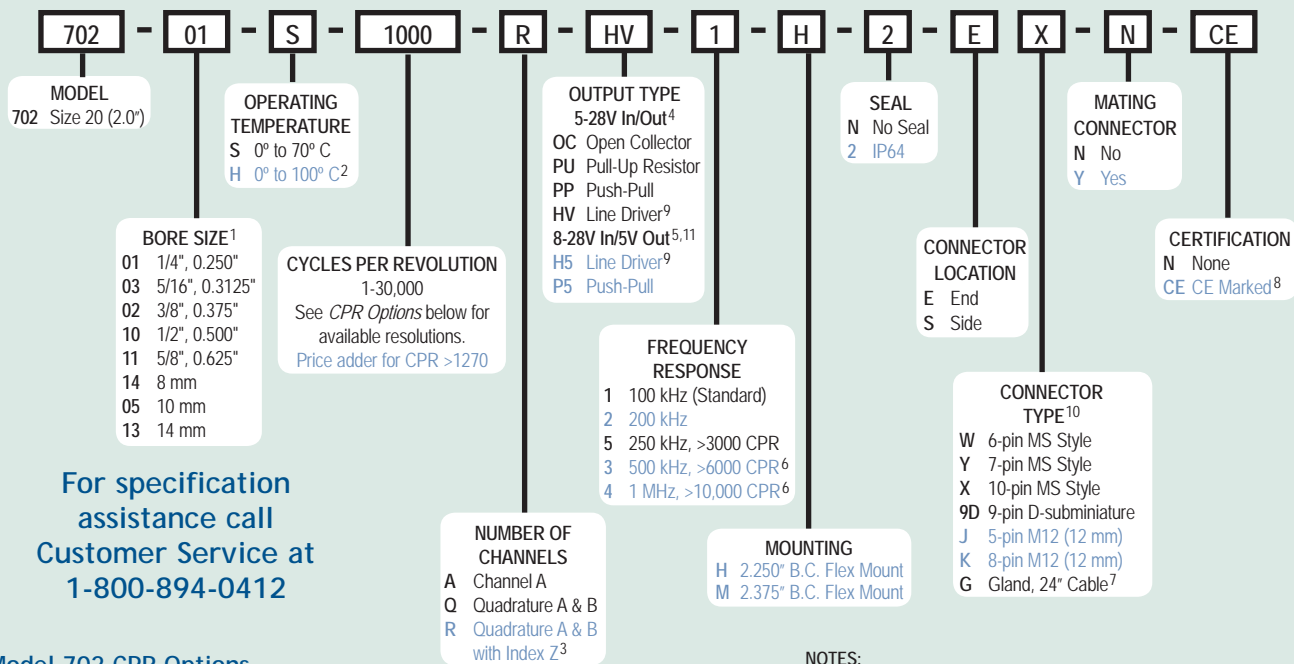 702 - 01 - S - 1000 - R - HV - 1 - H - 2 - E X - N - CE
MODEL
702 Size 20 (2.0")
OPERATING
TEMPERATURE
S 0º to 70º C
H 0º to 100º C2
OUTPUT TYPE
5-28V In/Out4
OC Open Collector
PU Pull-Up Resistor
PP Push-Pull
HV Line Driver9
8-28V In/5V Out5,11
H5 Line Driver9
P5 Push-Pull
SEAL
N No Seal
2 IP64
MATING
CONNECTOR
N No
Y Yes
BORE SIZE1
01 1/4", 0.250"
03 5/16", 0.3125"
02 3/8", 0.375"
10 1/2", 0.500"
11 5/8", 0.625"
14 8 mm
05 10 mm
13 14 mm
CYCLES PER REVOLUTION
1-30,000
See CPR Options below for
available resolutions.
Price adder for CPR >1270
CONNECTOR
LOCATION
E End
S Side
CERTIFICATION
N None
CE CE Marked8
FREQUENCY
RESPONSE
1 100 kHz (Standard)
2 200 kHz
5 250 kHz, >3000 CPR
3 500 kHz, >6000 CPR6
4 1 MHz, >10,000 CPR6
CONNECTOR
TYPE10
W 6-pin MS Style
Y 7-pin MS Style
X 10-pin MS Style
9D 9-pin D-subminiature
J 5-pin M12 (12 mm)
K 8-pin M12 (12 mm)
G Gland, 24" Cable7
For specification
assistance call
Customer Service at
1-800-894-0412
NUMBER OF
CHANNELS
A Channel A
Q Quadrature A & B
R Quadrature A & B
with Index Z3
MOUNTING
H 2.250" B.C. Flex Mount
M 2.375" B.C. Flex Mount
Model 702 CPR Options
NOTES: